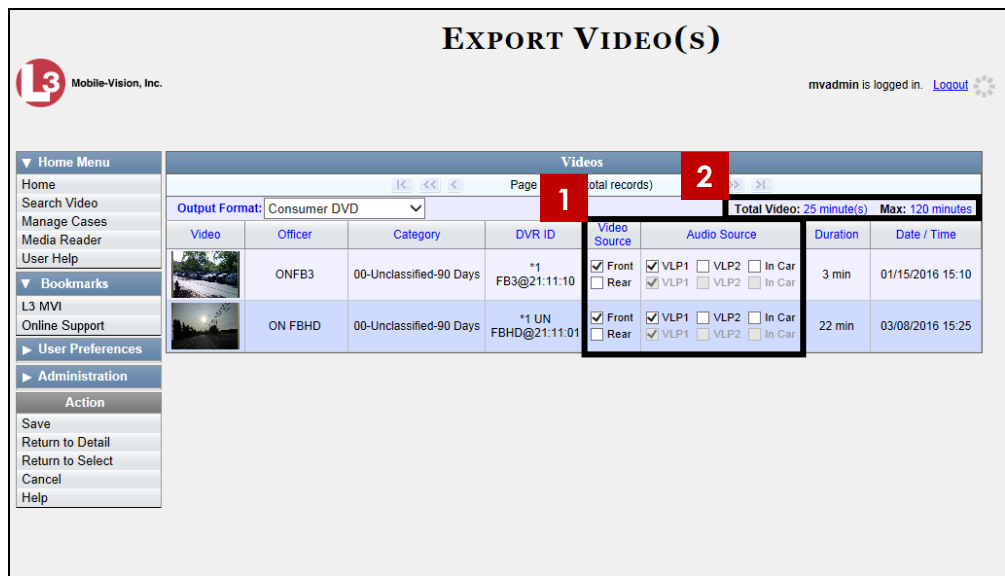 EXPORT VIDEO(S)
L3 Mobile-Vision, Inc.
mvadmin is logged in. Logout
▼ Home Menu
Home
Search Video
Manage Cases
Media Reader
User Help
▼ Bookmarks
L3 MVI
Online Support
▶ User Preferences
▶ Administration
Action
Save
Return to Detail
Return to Select
Cancel
Help
Videos
Page total records)
1
2
Output Format: Consumer DVD
Total Video: 25 minute(s) Max: 120 minutes
Video Officer Category DVR ID Video Source Audio Source Duration Date / Time
ONFB3 00-Unclassified-90 Days *1 FB3@21:11:10 Front VLP1 VLP2 In Car 3 min 01/15/2016 15:10
Rear VLP1 VLP2 In Car
ON FBHD 00-Unclassified-90 Days *1 UN FBHD@21:11:01 Front VLP1 VLP2 In Car 22 min 03/08/2016 15:25
Rear VLP1 VLP2 In Car